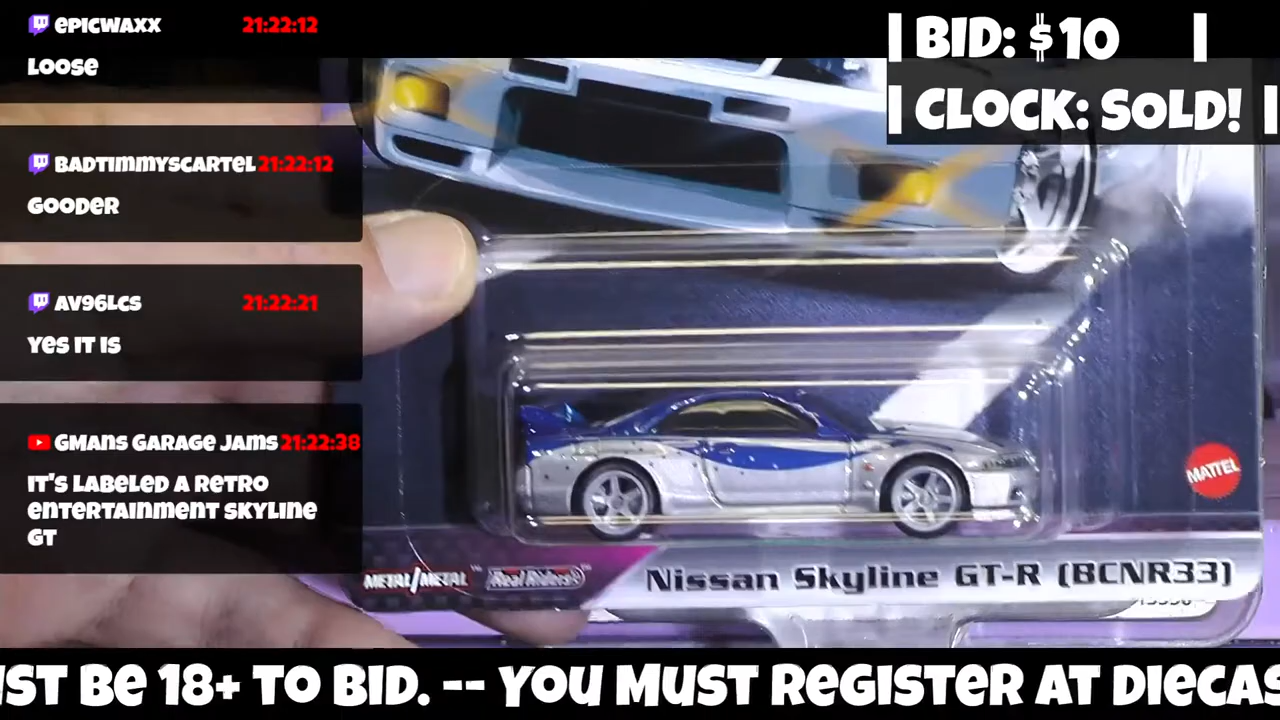 EPICWAXX 21:22:12
LOOSE
BADTIMMYSCARTEL 21:22:12
GOODER
AV96LCS 21:22:21
YES IT IS
GMANS GARAGE JAMS 21:22:38
IT'S LABELED A RETRO
ENTERTAINMENT SKYLINE
GT
| BID: $10 |
| CLOCK: SOLD! |
MATTEL
METAL/METAL™ Real Riders®
Nissan Skyline GT-R (BCNR33)
UST BE 18+ TO BID. -- YOU MUST REGISTER AT DIECAS